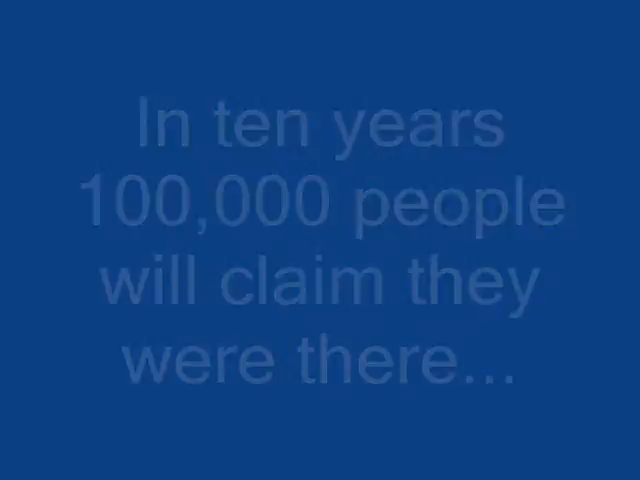 In ten years
100,000 people
will claim they
were there...